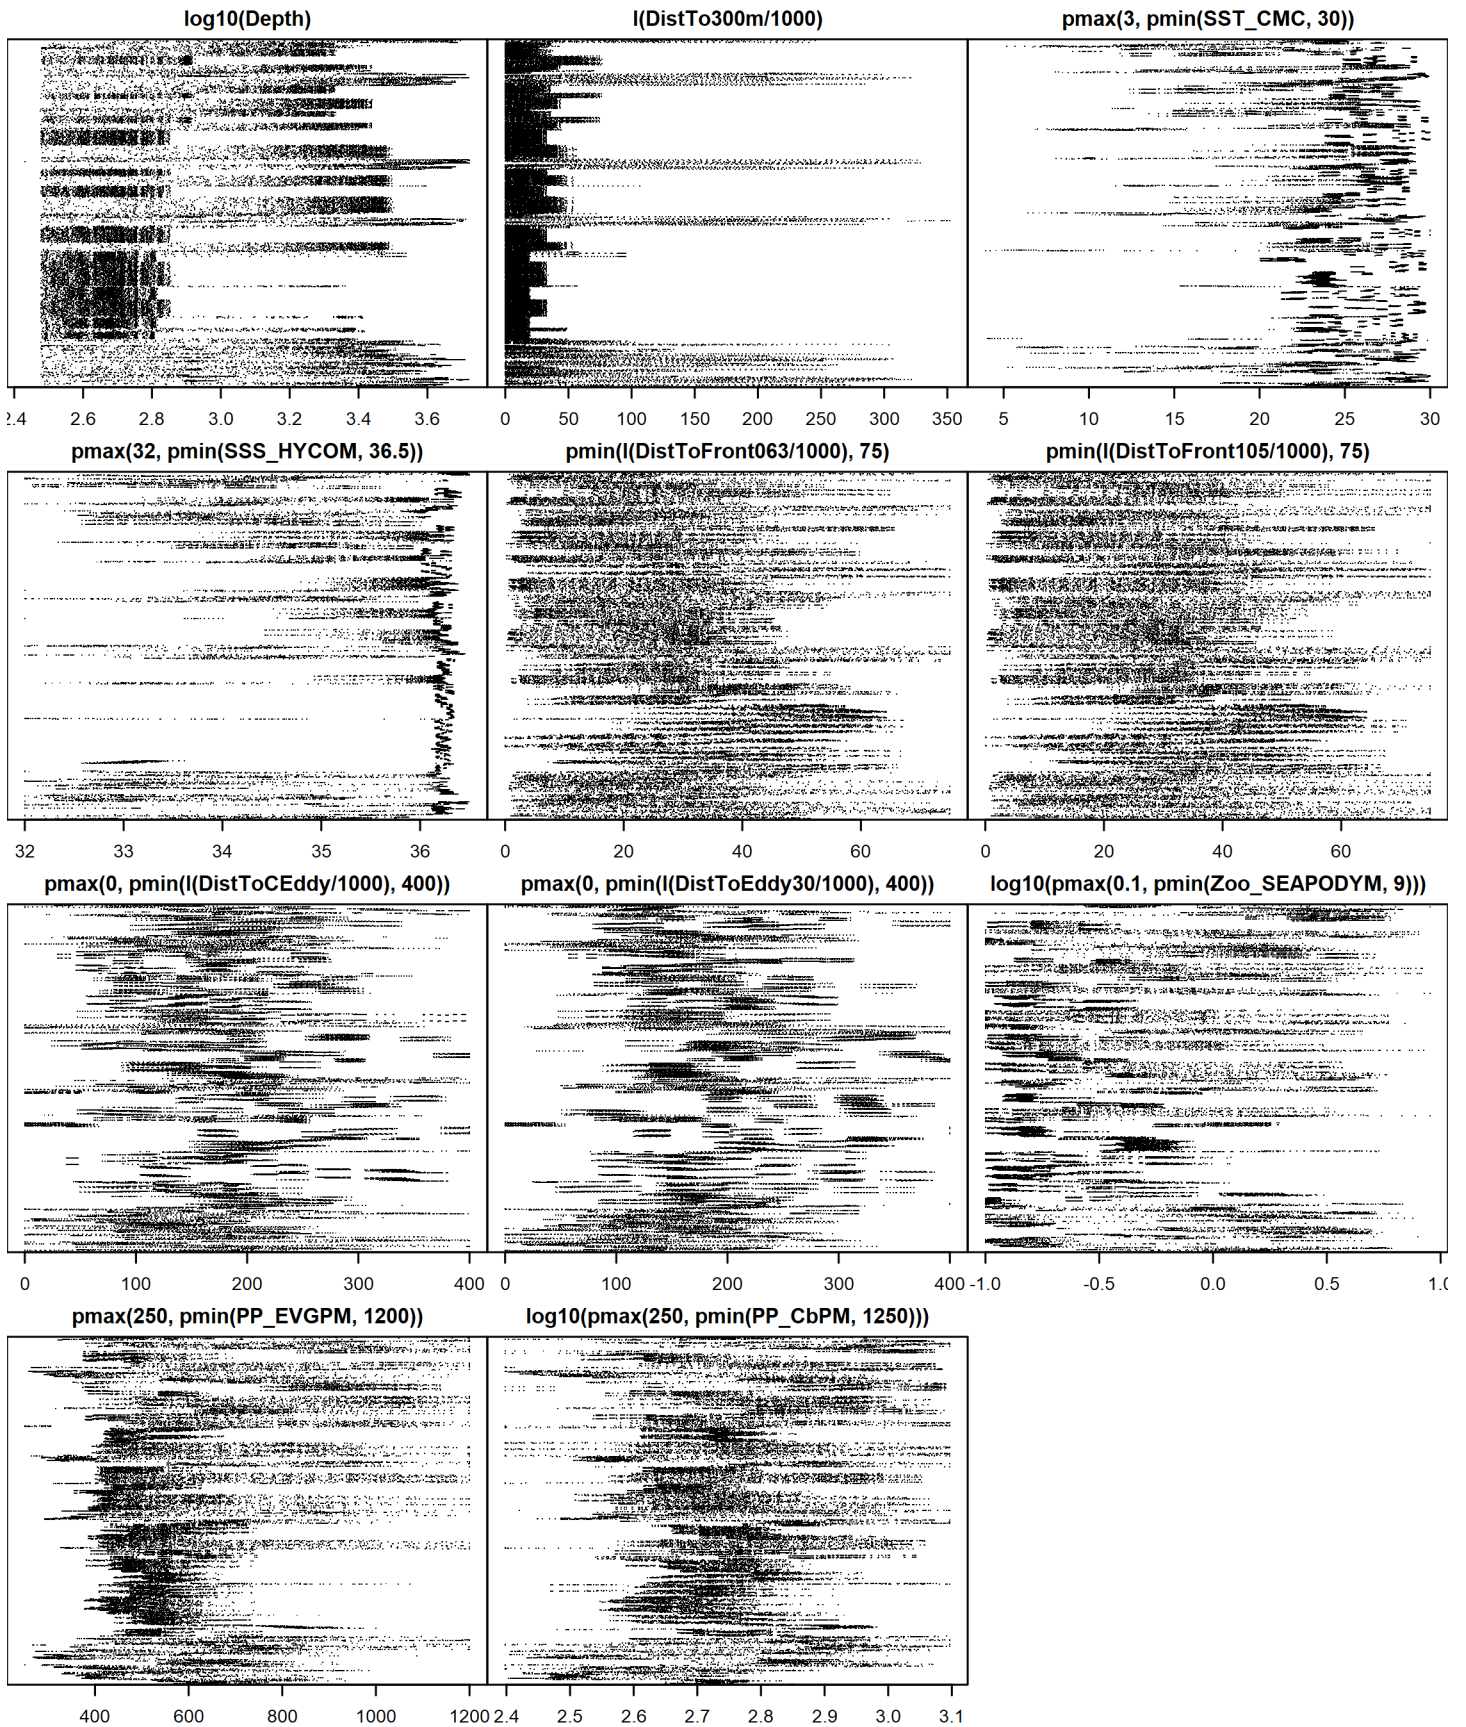 log10(Depth) I(DistTo300m/1000) pmax(3, pmin(SST_CMC, 30))
2.4 2.6 2.8 3.0 3.2 3.4 3.6 0 50 100 150 200 250 300 350 5 10 15 20 25 30
pmax(32, pmin(SSS_HYCOM, 36.5)) pmin(I(DistToFront063/1000), 75) pmin(I(DistToFront105/1000), 75)
32 33 34 35 36 0 20 40 60 0 20 40 60
pmax(0, pmin(I(DistToCEddy/1000), 400)) pmax(0, pmin(I(DistToEddy30/1000), 400)) log10(pmax(0.1, pmin(Zoo_SEAPODYM, 9)))
0 100 200 300 400 0 100 200 300 400 -1.0 -0.5 0.0 0.5 1.0
pmax(250, pmin(PP_EVGPM, 1200)) log10(pmax(250, pmin(PP_CbPM, 1250)))
400 600 800 1000 1200 2.4 2.5 2.6 2.7 2.8 2.9 3.0 3.1